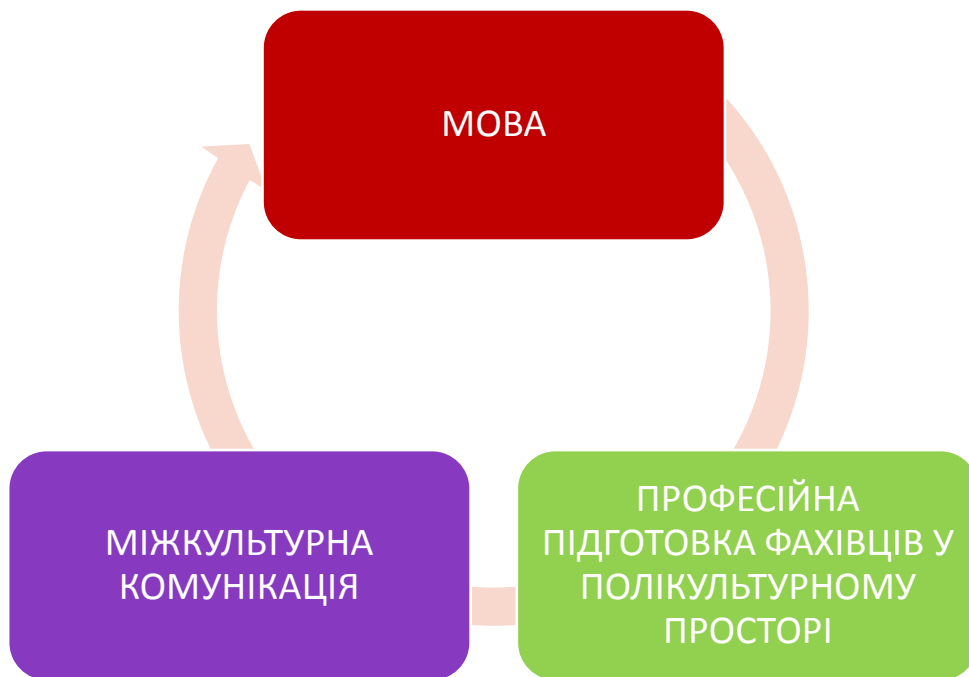 МОВА
МІЖКУЛЬТУРНА
КОМУНІКАЦІЯ
ПРОФЕСІЙНА
ПІДГОТОВКА ФАХІВЦІВ У
ПОЛІКУЛЬТУРНОМУ
ПРОСТОРІ